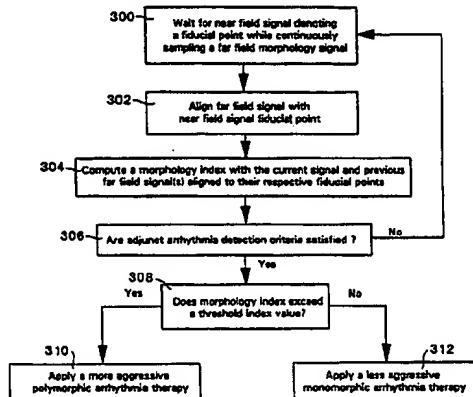 300
Wait for near field signal denoting
a fiducial point while continuously
sampling a far field morphology signal
302
Align far field signal with
near field signal fiducial point
304
Compute a morphology index with the current signal and previous
far field signal(s) aligned to their respective fiducial points
306
Are adjunct arrhythmia detection criteria satisfied ?
No
Yes
308
Yes
Does morphology index exceed
a threshold index value?
No
310
Apply a more aggressive
polymorphic arrhythmia therapy
312
Apply a less aggressive
monomorphic arrhythmia therapy